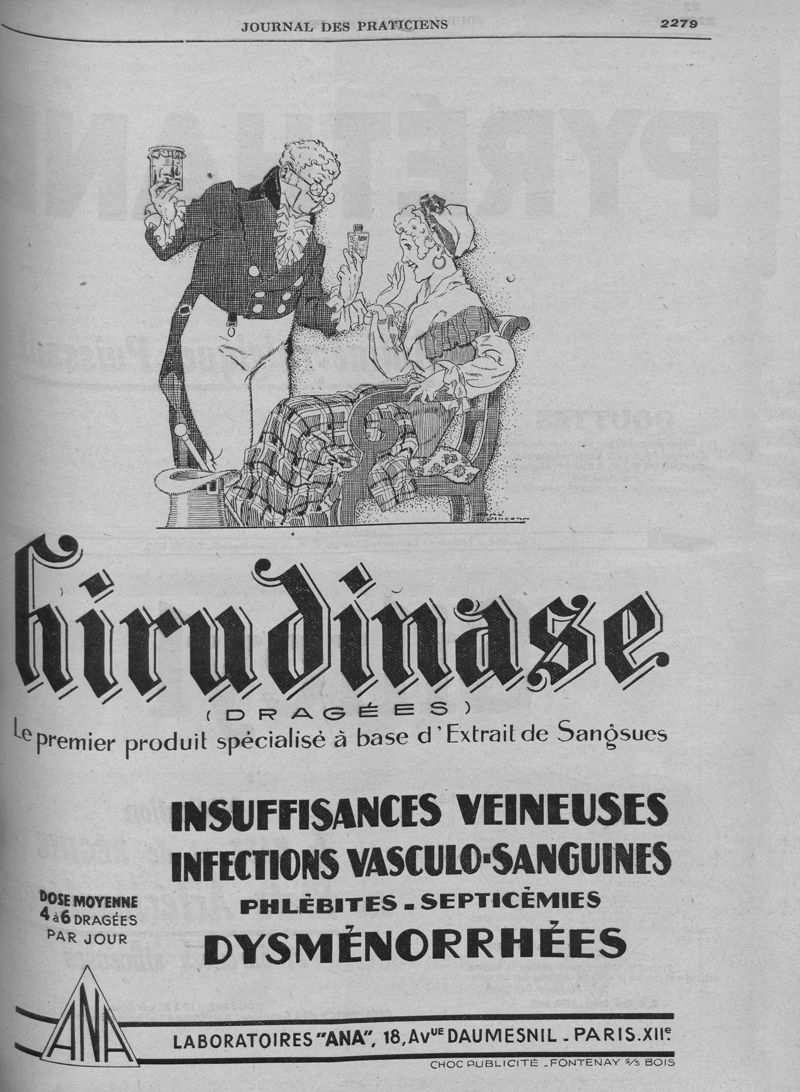 JOURNAL DES PRATICIENS
2279
hirudinase
(DRAGÉES)
Le premier produit spécialisé à base d'Extrait de Sangsues
INSUFFISANCES VEINEUSES
INFECTIONS VASCULO-SANGUINES
PHLÉBITES - SEPTICÉMIES
DYSMÉNORRHÉES
DOSE MOYENNE
4 à 6 DRAGÉES
PAR JOUR
ANA
LABORATOIRES "ANA", 18, AvUE DAUMESNIL - PARIS. XIIe.
CHOC PUBLICITÉ - FONTENAY s/s BOIS